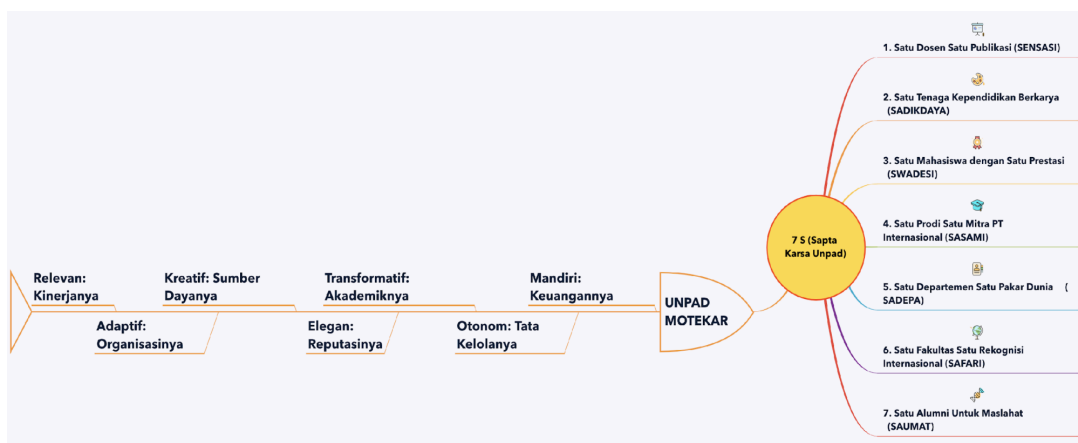 Relevan:
Kinerjanya
Adaptif:
Organisasinya
Kreatif: Sumber
Dayanya
Elegan:
Reputasinya
Transformatif:
Akademiknya
Otonom: Tata
Kelolanya
Mandiri:
Keuangannya
UNPAD
MOTEKAR
7 S (Sapta
Karsa Unpad)
1. Satu Dosen Satu Publikasi (SENSASI)
2. Satu Tenaga Kependidikan Berkarya
(SADIKDAYA)
3. Satu Mahasiswa dengan Satu Prestasi
(SWADESI)
4. Satu Prodi Satu Mitra PT
Internasional (SASAMI)
5. Satu Departemen Satu Pakar Dunia (
SADEPA)
6. Satu Fakultas Satu Rekognisi
Internasional (SAFARI)
7. Satu Alumni Untuk Maslahat
(SAUMAT)